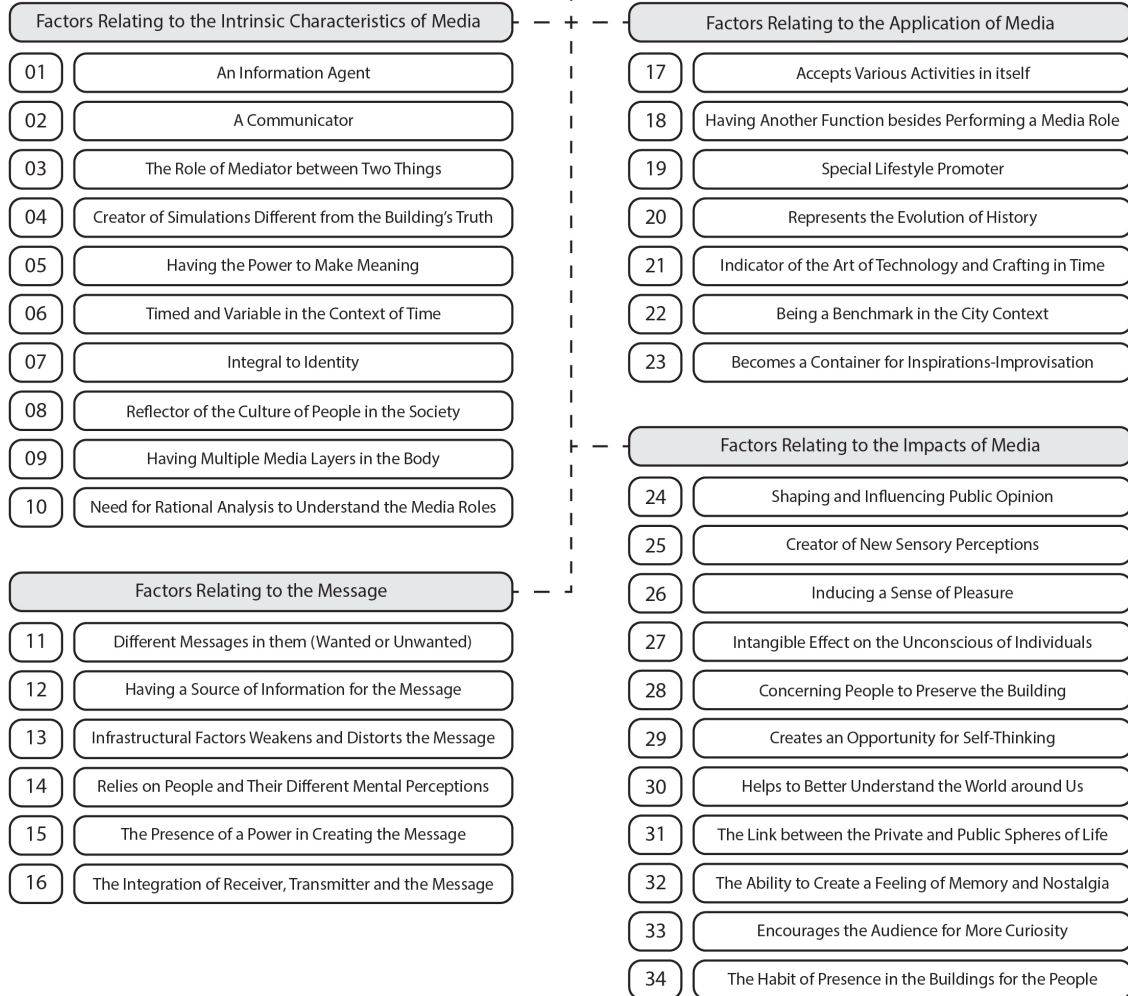 Factors Relating to the Intrinsic Characteristics of Media
01 An Information Agent
02 A Communicator
03 The Role of Mediator between Two Things
04 Creator of Simulations Different from the Building's Truth
05 Having the Power to Make Meaning
06 Timed and Variable in the Context of Time
07 Integral to Identity
08 Reflector of the Culture of People in the Society
09 Having Multiple Media Layers in the Body
10 Need for Rational Analysis to Understand the Media Roles
Factors Relating to the Message
11 Different Messages in them (Wanted or Unwanted)
12 Having a Source of Information for the Message
13 Infrastructural Factors Weakens and Distorts the Message
14 Relies on People and Their Different Mental Perceptions
15 The Presence of a Power in Creating the Message
16 The Integration of Receiver, Transmitter and the Message
Factors Relating to the Application of Media
17 Accepts Various Activities in itself
18 Having Another Function besides Performing a Media Role
19 Special Lifestyle Promoter
20 Represents the Evolution of History
21 Indicator of the Art of Technology and Crafting in Time
22 Being a Benchmark in the City Context
23 Becomes a Container for Inspirations-Improvisation
Factors Relating to the Impacts of Media
24 Shaping and Influencing Public Opinion
25 Creator of New Sensory Perceptions
26 Inducing a Sense of Pleasure
27 Intangible Effect on the Unconscious of Individuals
28 Concerning People to Preserve the Building
29 Creates an Opportunity for Self-Thinking
30 Helps to Better Understand the World around Us
31 The Link between the Private and Public Spheres of Life
32 The Ability to Create a Feeling of Memory and Nostalgia
33 Encourages the Audience for More Curiosity
34 The Habit of Presence in the Buildings for the People